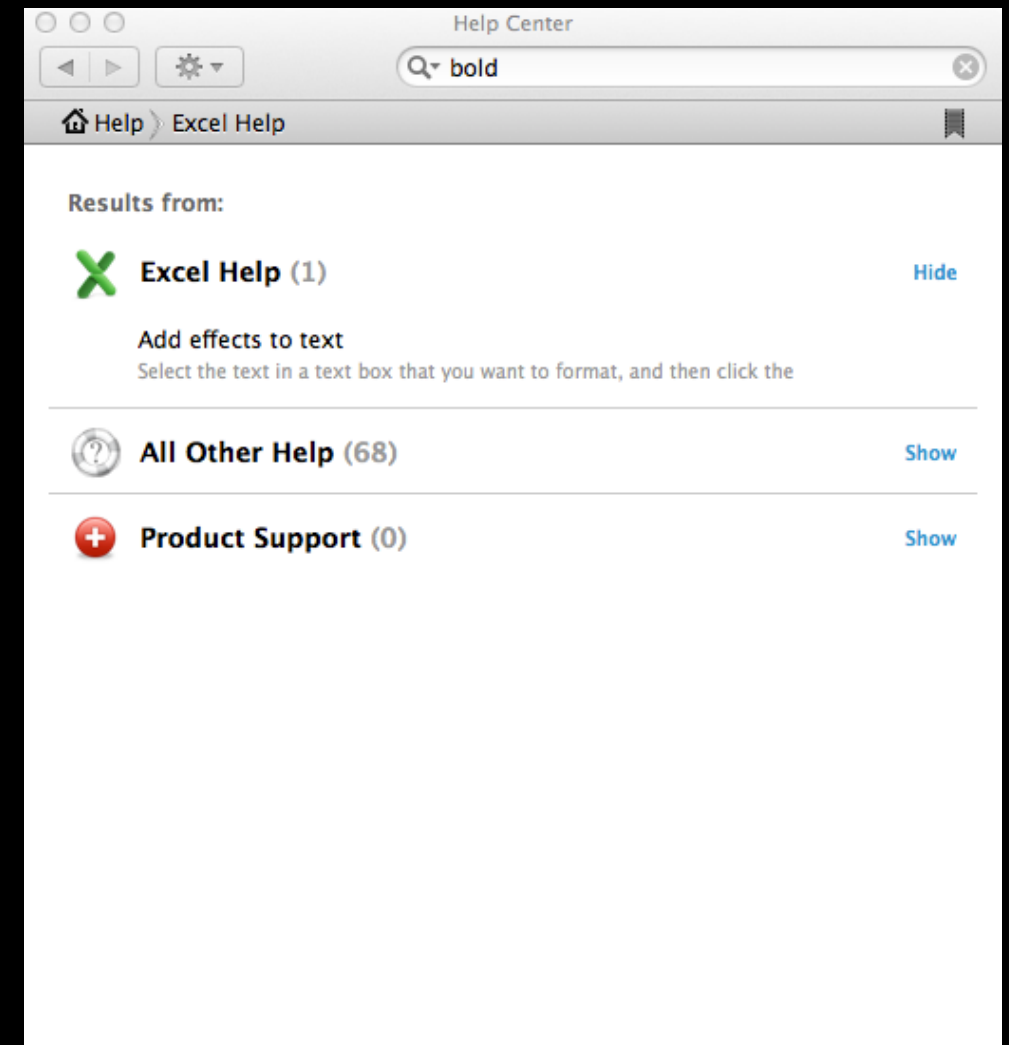 Help Center
bold
Help Excel Help
Results from:
Excel Help (1) Hide
Add effects to text
Select the text in a text box that you want to format, and then click the
All Other Help (68) Show
Product Support (0) Show